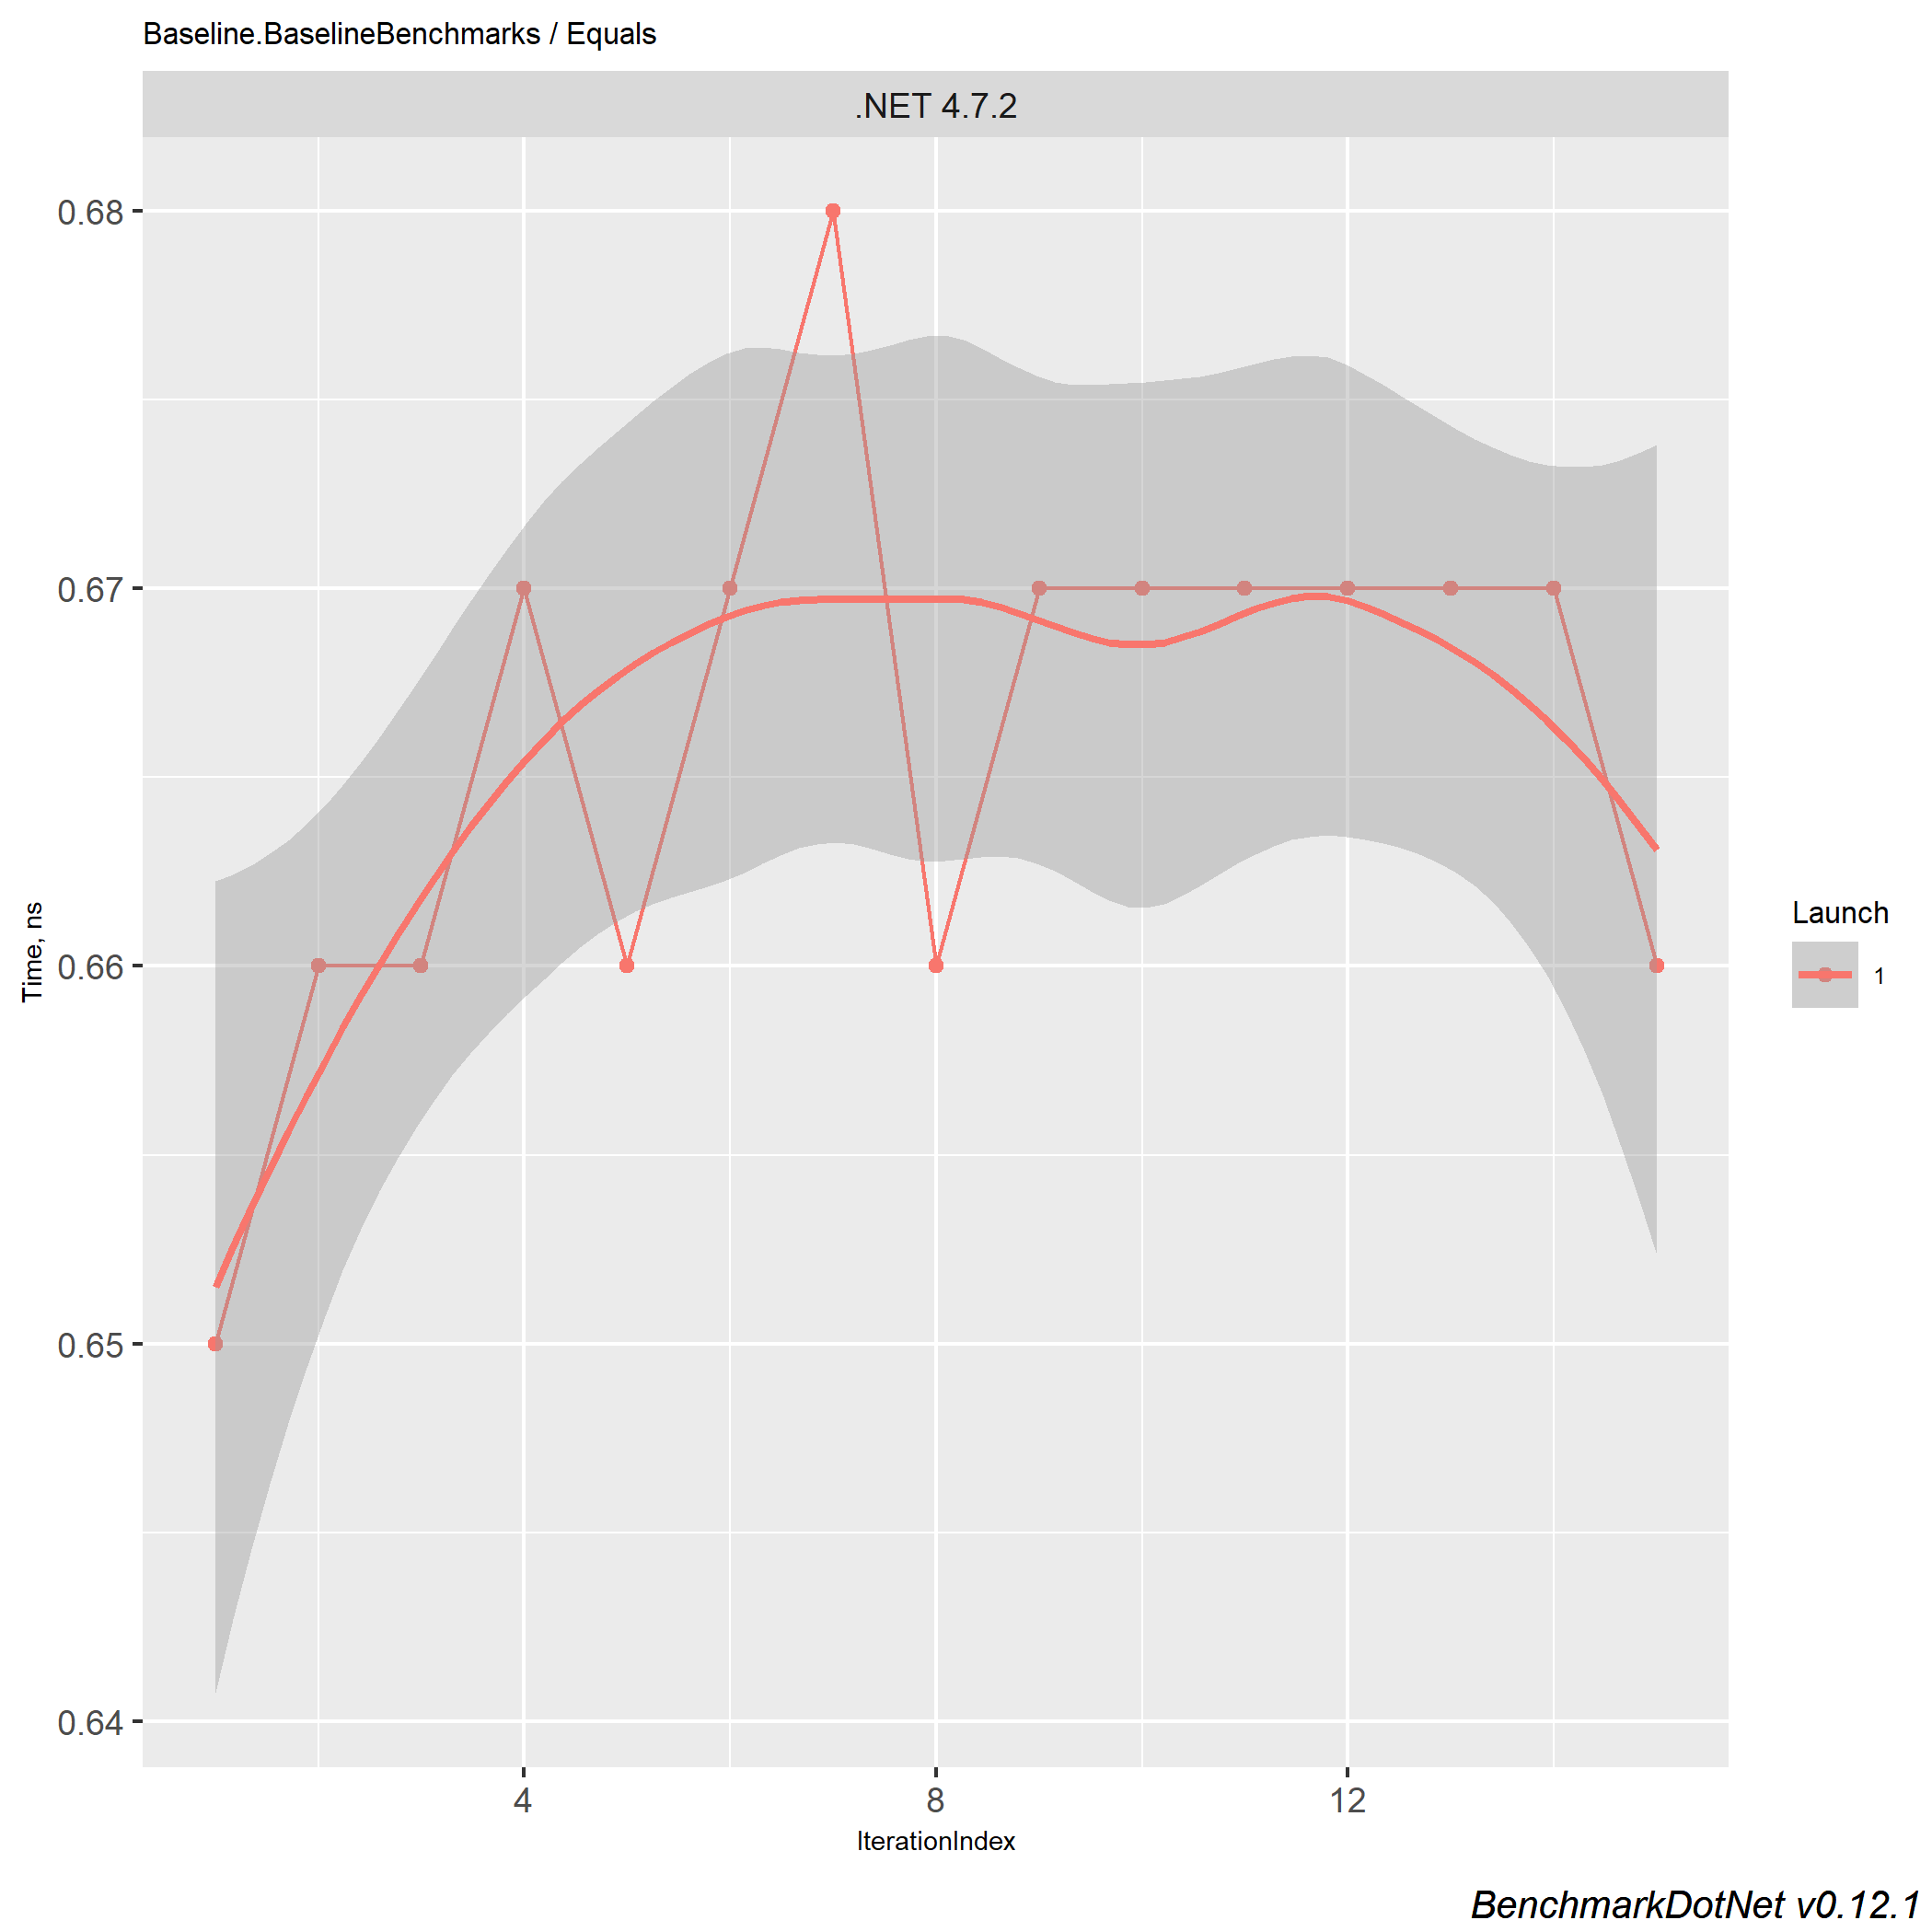 Baseline.BaselineBenchmarks / Equals
.NET 4.7.2
0.68
0.67
0.66
0.65
0.64
Time, ns
4
8
12
IterationIndex
Launch
1
BenchmarkDotNet v0.12.1